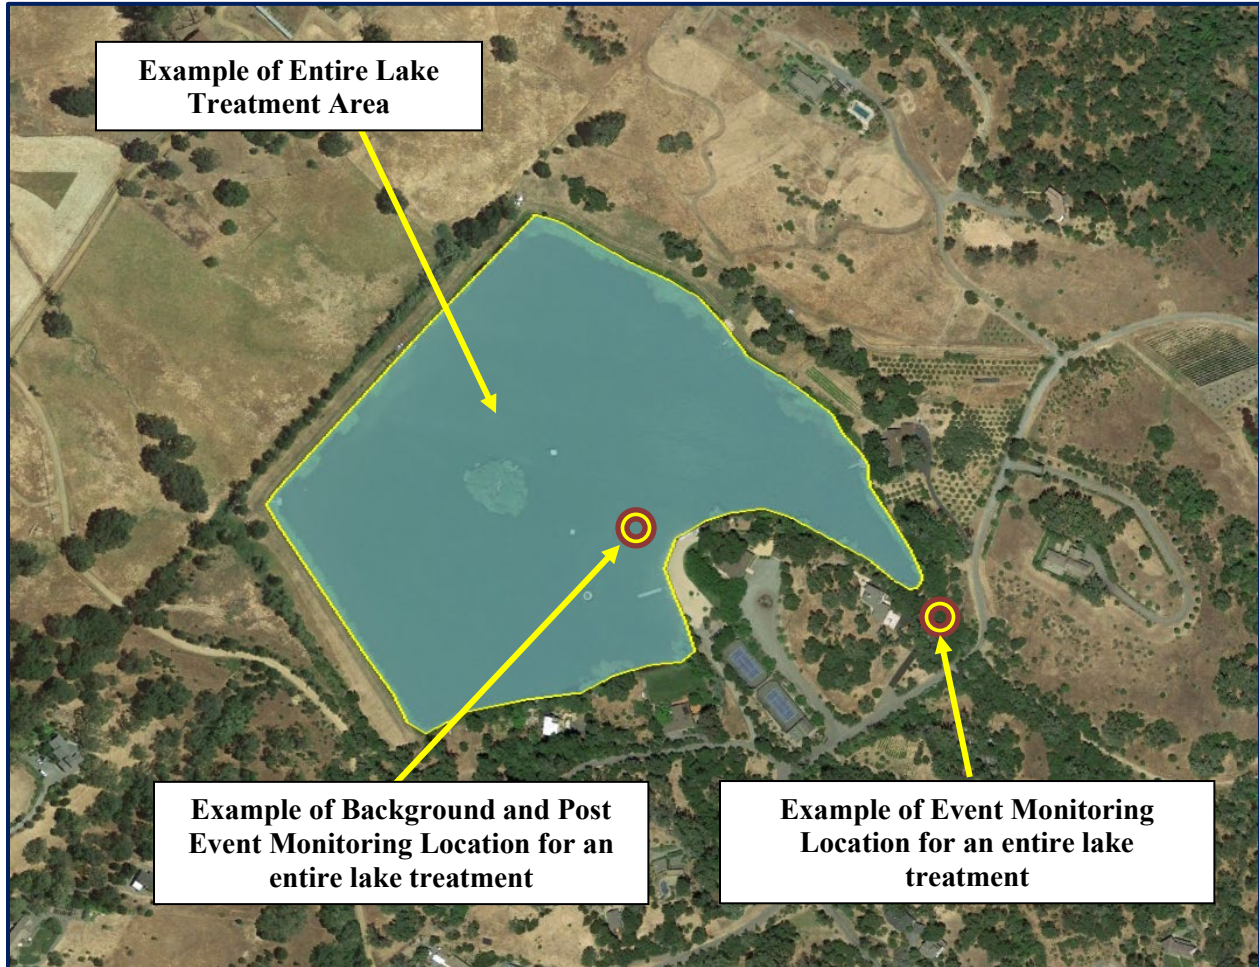 Example of Entire Lake
Treatment Area
Example of Background and Post
Event Monitoring Location for an
entire lake treatment
Example of Event Monitoring
Location for an entire lake
treatment